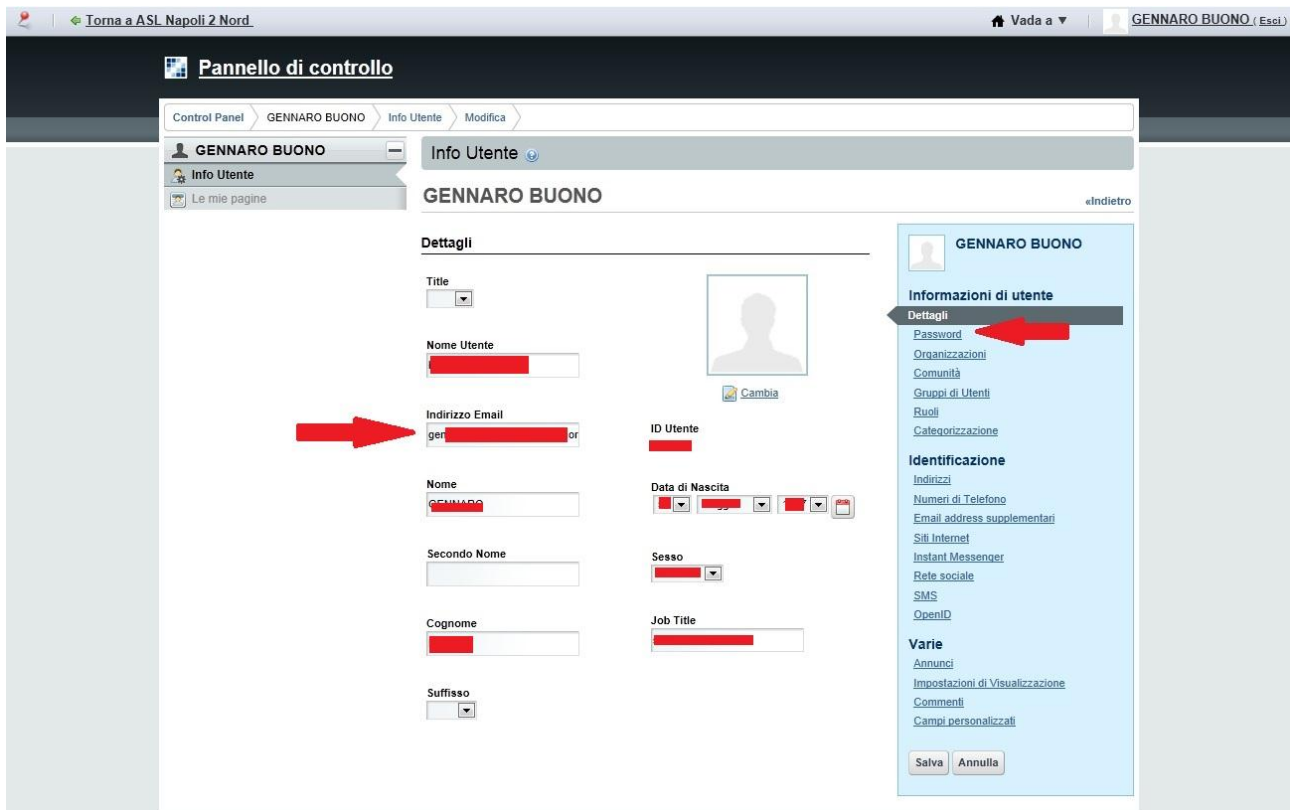 Torna a ASL Napoli 2 Nord
Vada a ▼
GENNARO BUONO ( Esci )
Pannello di controllo
Control Panel
GENNARO BUONO
Info Utente
Modifica
GENNARO BUONO
Info Utente
Le mie pagine
Info Utente
GENNARO BUONO
«Indietro
Dettagli
Title
Nome Utente
Indirizzo Email
gen
or
Nome
Secondo Nome
Cognome
Suffisso
Cambia
ID Utente
Data di Nascita
Sesso
Job Title
GENNARO BUONO
Informazioni di utente
Dettagli
Password
Organizzazioni
Comunità
Gruppi di Utenti
Ruoli
Categorizzazione
Identificazione
Indirizzi
Numeri di Telefono
Email address supplementari
Siti Internet
Instant Messenger
Rete sociale
SMS
OpenID
Varie
Annunci
Impostazioni di Visualizzazione
Commenti
Campi personalizzati
Salva
Annulla